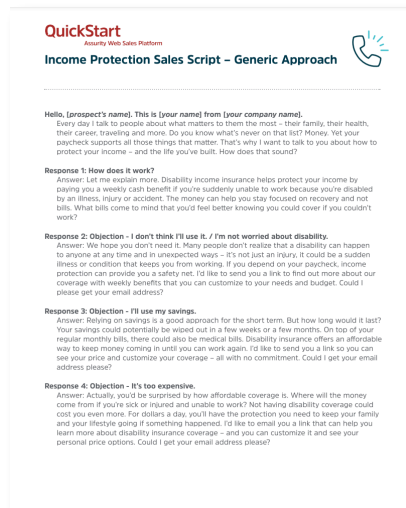 QuickStart
Assurity Web Sales Platform
Income Protection Sales Script – Generic Approach
Hello, [prospect's name]. This is [your name] from [your company name].
Every day I talk to people about what matters to them the most – their family, their health,
their career, traveling and more. Do you know what's never on that list? Money. Yet your
paycheck supports all those things that matter. That's why I want to talk to you about how to
protect your income – and the life you've built. How does that sound?
Response 1: How does it work?
Answer: Let me explain more. Disability income insurance helps protect your income by
paying you a weekly cash benefit if you're suddenly unable to work because you're disabled
by an illness, injury or accident. The money can help you stay focused on recovery and not
bills. What bills come to mind that you'd feel better knowing you could cover if you couldn't
work?
Response 2: Objection - I don't think I'll use it. / I'm not worried about disability.
Answer: We hope you don't need it. Many people don't realize that a disability can happen
to anyone at any time and in unexpected ways – it's not just an injury, it could be a sudden
illness or condition that keeps you from working. If you depend on your paycheck, income
protection can provide you a safety net. I'd like to send you a link to find out more about our
coverage with weekly benefits that you can customize to your needs and budget. Could I
please get your email address?
Response 3: Objection - I'll use my savings.
Answer: Relying on savings is a good approach for the short term. But how long would it last?
Your savings could potentially be wiped out in a few weeks or a few months. On top of your
regular monthly bills, there could also be medical bills. Disability insurance offers an affordable
way to keep money coming in until you can work again. I'd like to send you a link so you can
see your price and customize your coverage – all with no commitment. Could I get your email
address please?
Response 4: Objection - It's too expensive.
Answer: Actually, you'd be surprised by how affordable coverage is. Where will the money
come from if you're sick or injured and unable to work? Not having disability coverage could
cost you even more. For dollars a day, you'll have the protection you need to keep your family
and your lifestyle going if something happened. I'd like to email you a link that can help you
learn more about disability insurance coverage – and you can customize it and see your
personal price options. Could I get your email address please?